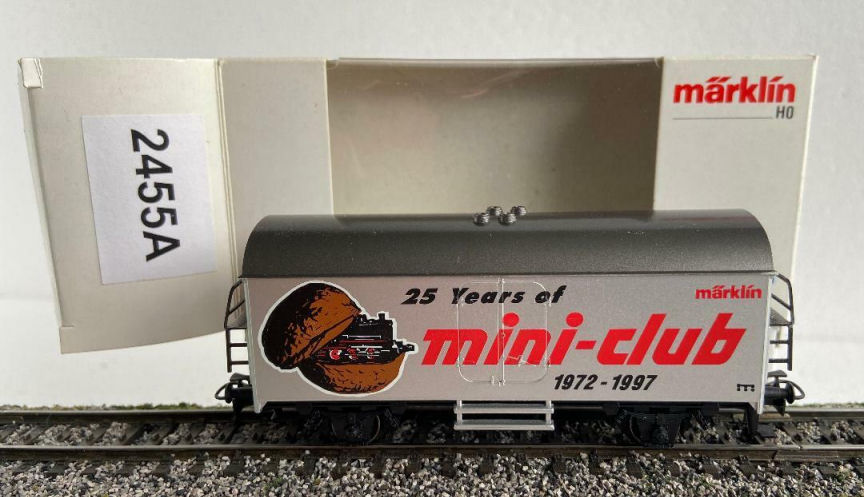 märklin
H0
2455A
25 Years of
märklin
mini-club
1972-1997